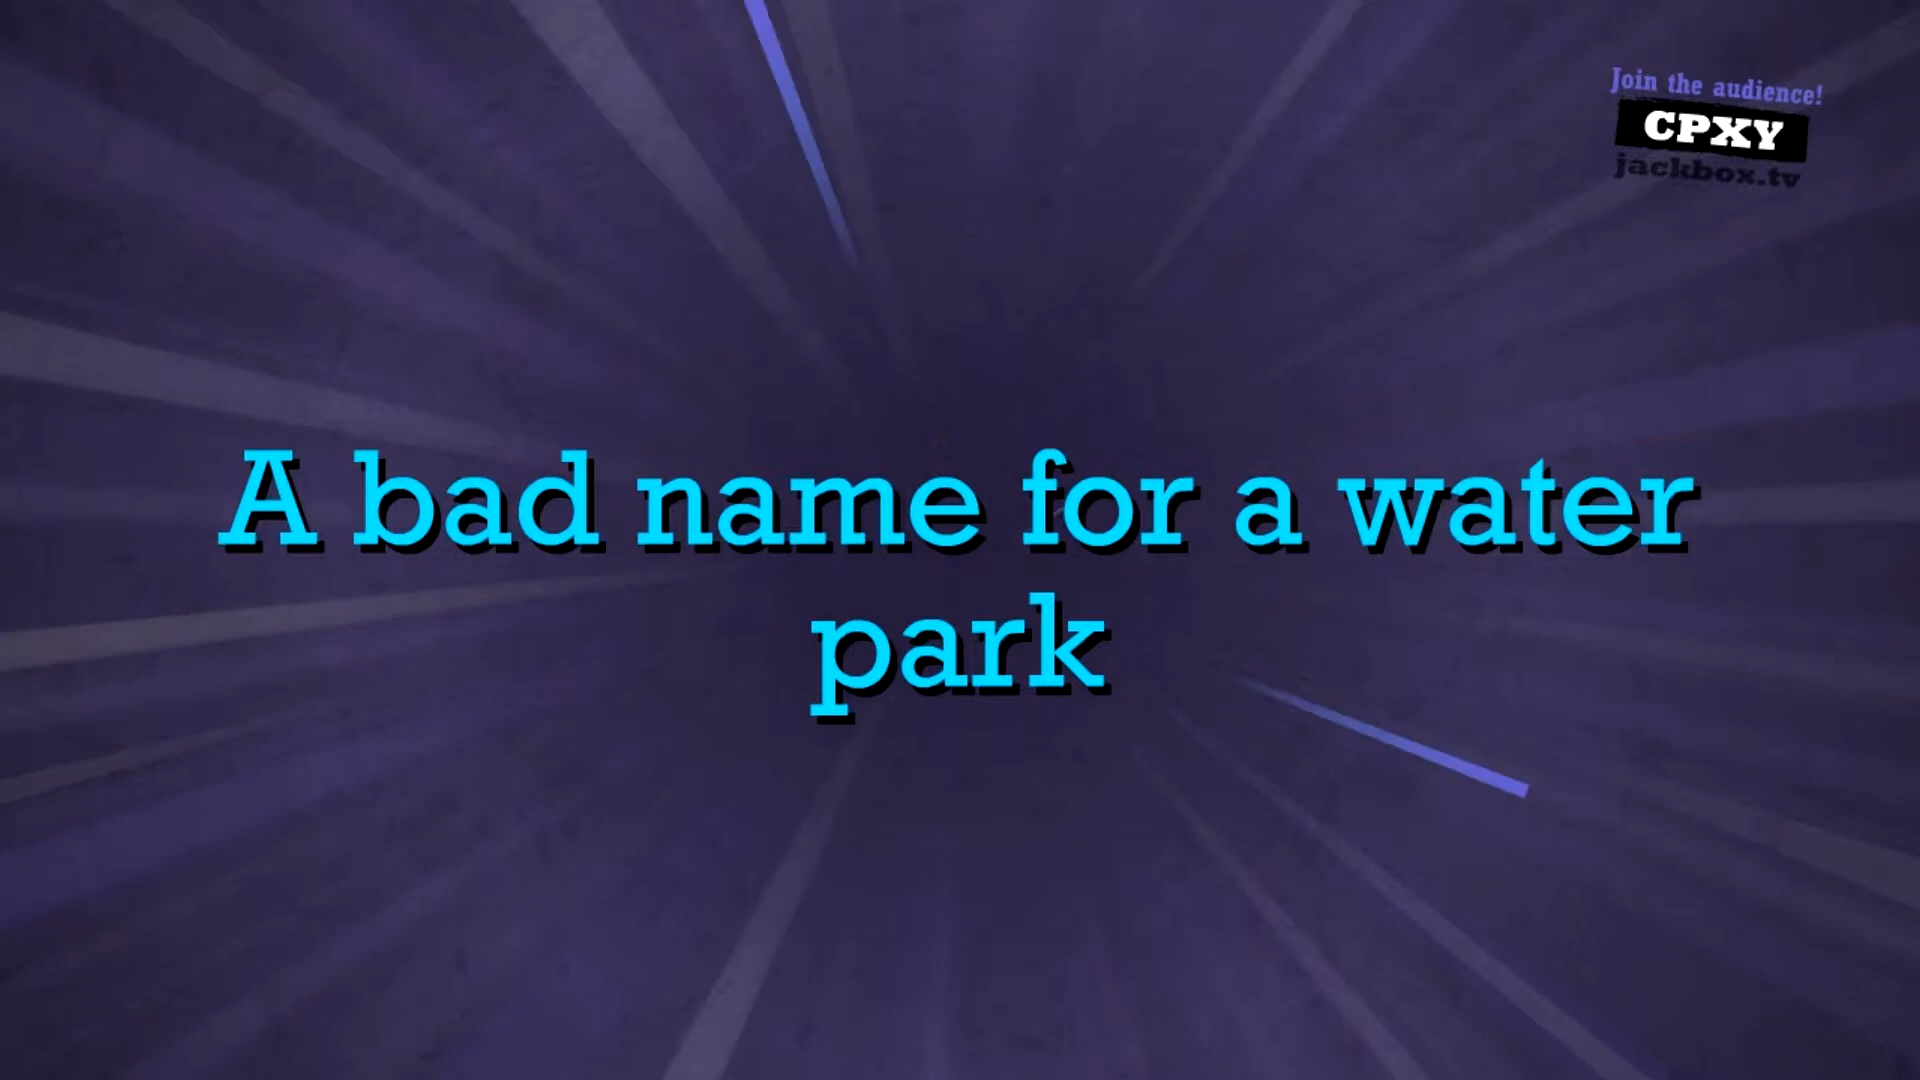 Join the audience!
CPXY
jackbox.tv
A bad name for a water
park